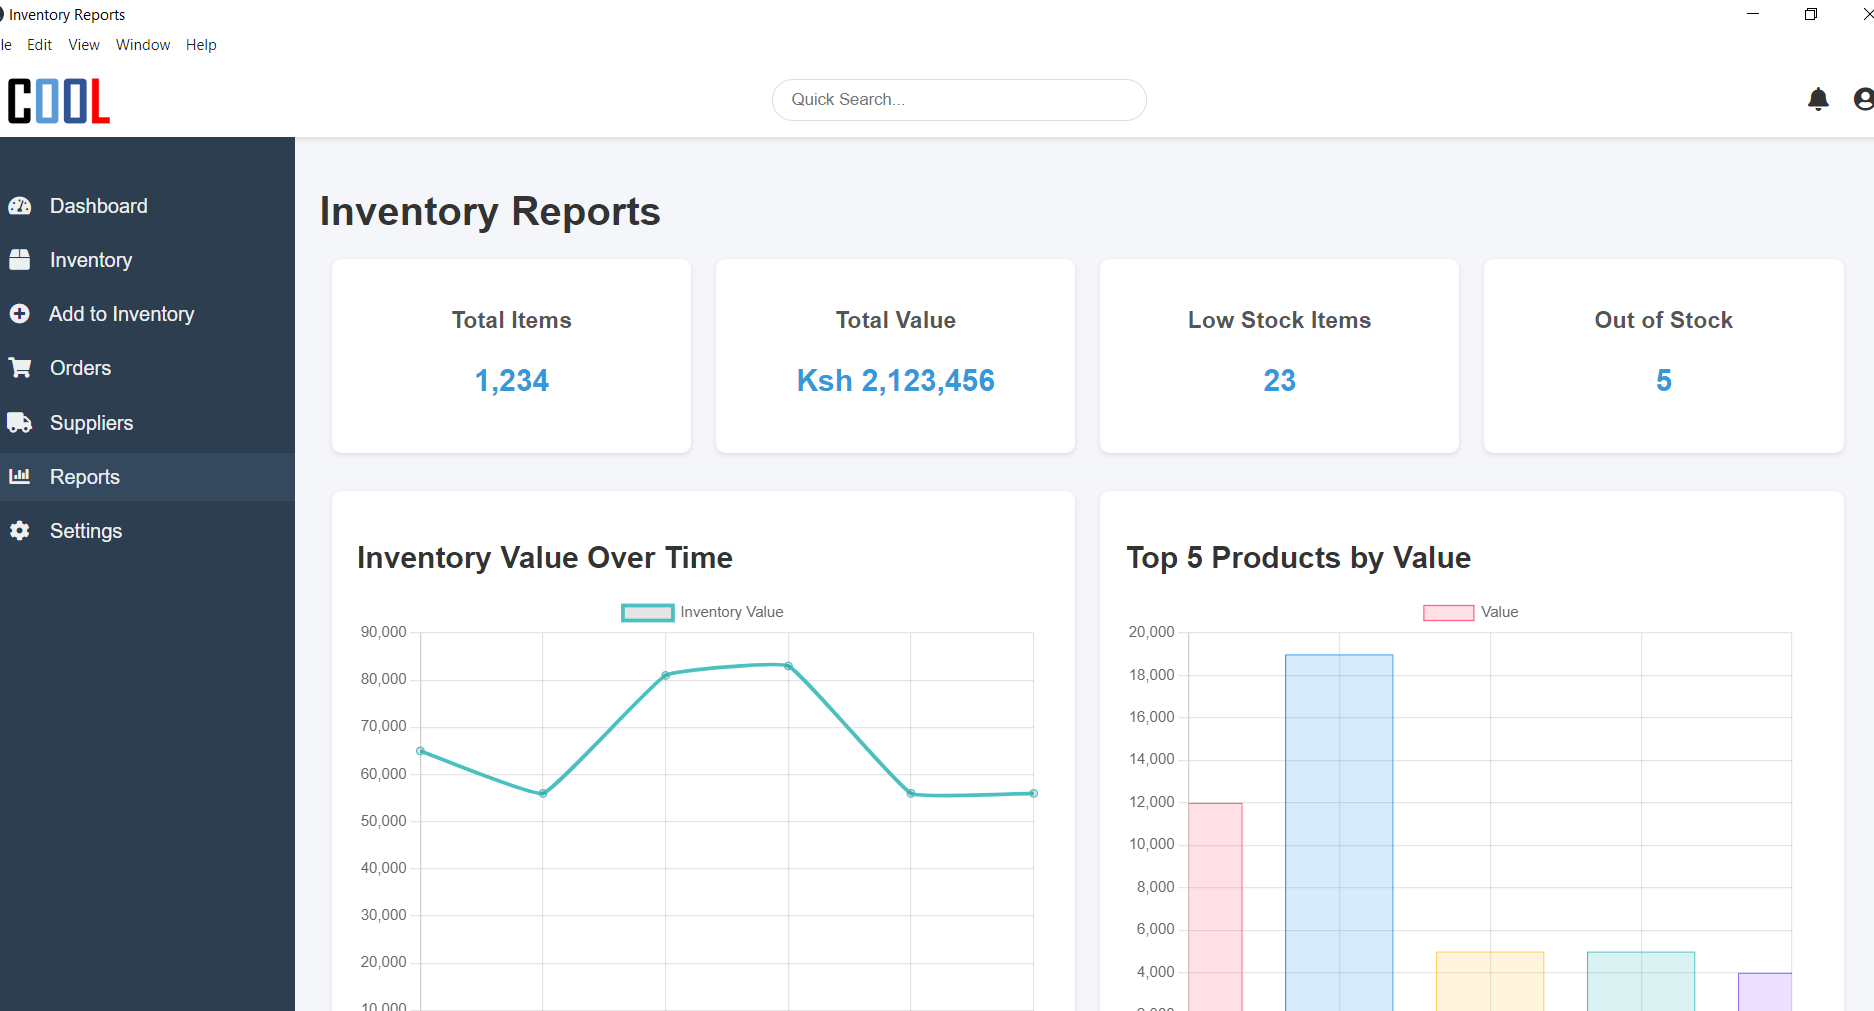 Inventory Reports
le Edit View Window Help
COOL
Quick Search...
Dashboard
Inventory
Add to Inventory
Orders
Suppliers
Reports
Settings
Inventory Reports
Total Items
1,234
Total Value
Ksh 2,123,456
Low Stock Items
23
Out of Stock
5
Inventory Value Over Time
Inventory Value
90,000
80,000
70,000
60,000
50,000
40,000
30,000
20,000
10,000
Top 5 Products by Value
Value
20,000
18,000
16,000
14,000
12,000
10,000
8,000
6,000
4,000